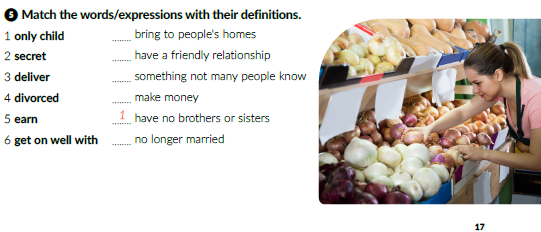 5 Match the words/expressions with their definitions.
1 only child ........ bring to people's homes
2 secret ........ have a friendly relationship
3 deliver ........ something not many people know
4 divorced ........ make money
5 earn ...1... have no brothers or sisters
6 get on well with ........ no longer married
17